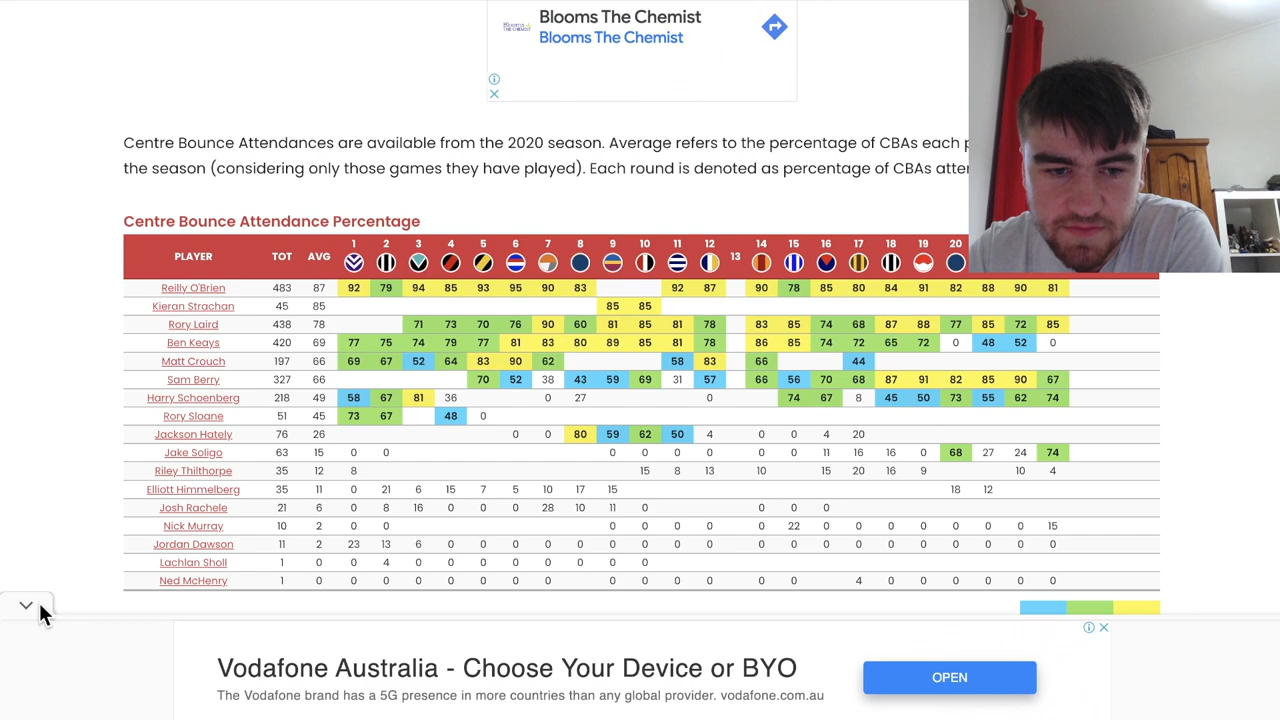 Blooms The Chemist
Blooms The Chemist
Centre Bounce Attendances are available from the 2020 season. Average refers to the percentage of CBAs each p
the season (considering only those games they have played). Each round is denoted as percentage of CBAs atte
Centre Bounce Attendance Percentage
PLAYER TOT AVG 1 2 3 4 5 6 7 8 9 10 11 12 13 14 15 16 17 18 19 20
Reilly O'Brien 483 87 92 79 94 85 93 95 90 83 92 87 90 78 85 80 84 91 82 88 90 81
Kieran Strachan 45 85 85 85
Rory Laird 438 78 71 73 70 76 90 60 81 85 81 78 83 85 74 68 87 88 77 85 72 85
Ben Keays 420 69 77 75 74 79 77 81 83 80 89 85 81 78 86 85 74 72 65 72 0 48 52 0
Matt Crouch 197 66 69 67 52 64 83 90 62 58 83 66 44
Sam Berry 327 66 70 52 38 43 59 69 31 57 66 56 70 68 87 91 82 85 90 67
Harry Schoenberg 218 49 58 67 81 36 0 27 0 74 67 8 45 50 73 55 62 74
Rory Sloane 51 45 73 67 48 0
Jackson Hately 76 26 0 0 80 59 62 50 4 0 0 4 20
Jake Soligo 63 15 0 0 0 0 0 0 0 0 11 16 16 0 68 27 24 74
Riley Thilthorpe 35 12 8 15 8 13 10 15 20 16 9 10 4
Elliott Himmelberg 35 11 0 21 6 15 7 5 10 17 15 18 12
Josh Rachele 21 6 0 8 16 0 0 0 28 10 11 0 0 0 0
Nick Murray 10 2 0 0 0 0 0 0 0 22 0 0 0 0 0 0 0 15
Jordan Dawson 11 2 23 13 6 0 0 0 0 0 0 0 0 0 0 0 0 0 0 0 0 0 0 0
Lachlan Sholl 1 0 0 4 0 0 0 0 0 0 0 0
Ned McHenry 1 0 0 0 0 0 0 0 0 0 0 0 0 0 0 4 0 0 0 0 0
Vodafone Australia - Choose Your Device or BYO
The Vodafone brand has a 5G presence in more countries than any global provider. vodafone.com.au
OPEN